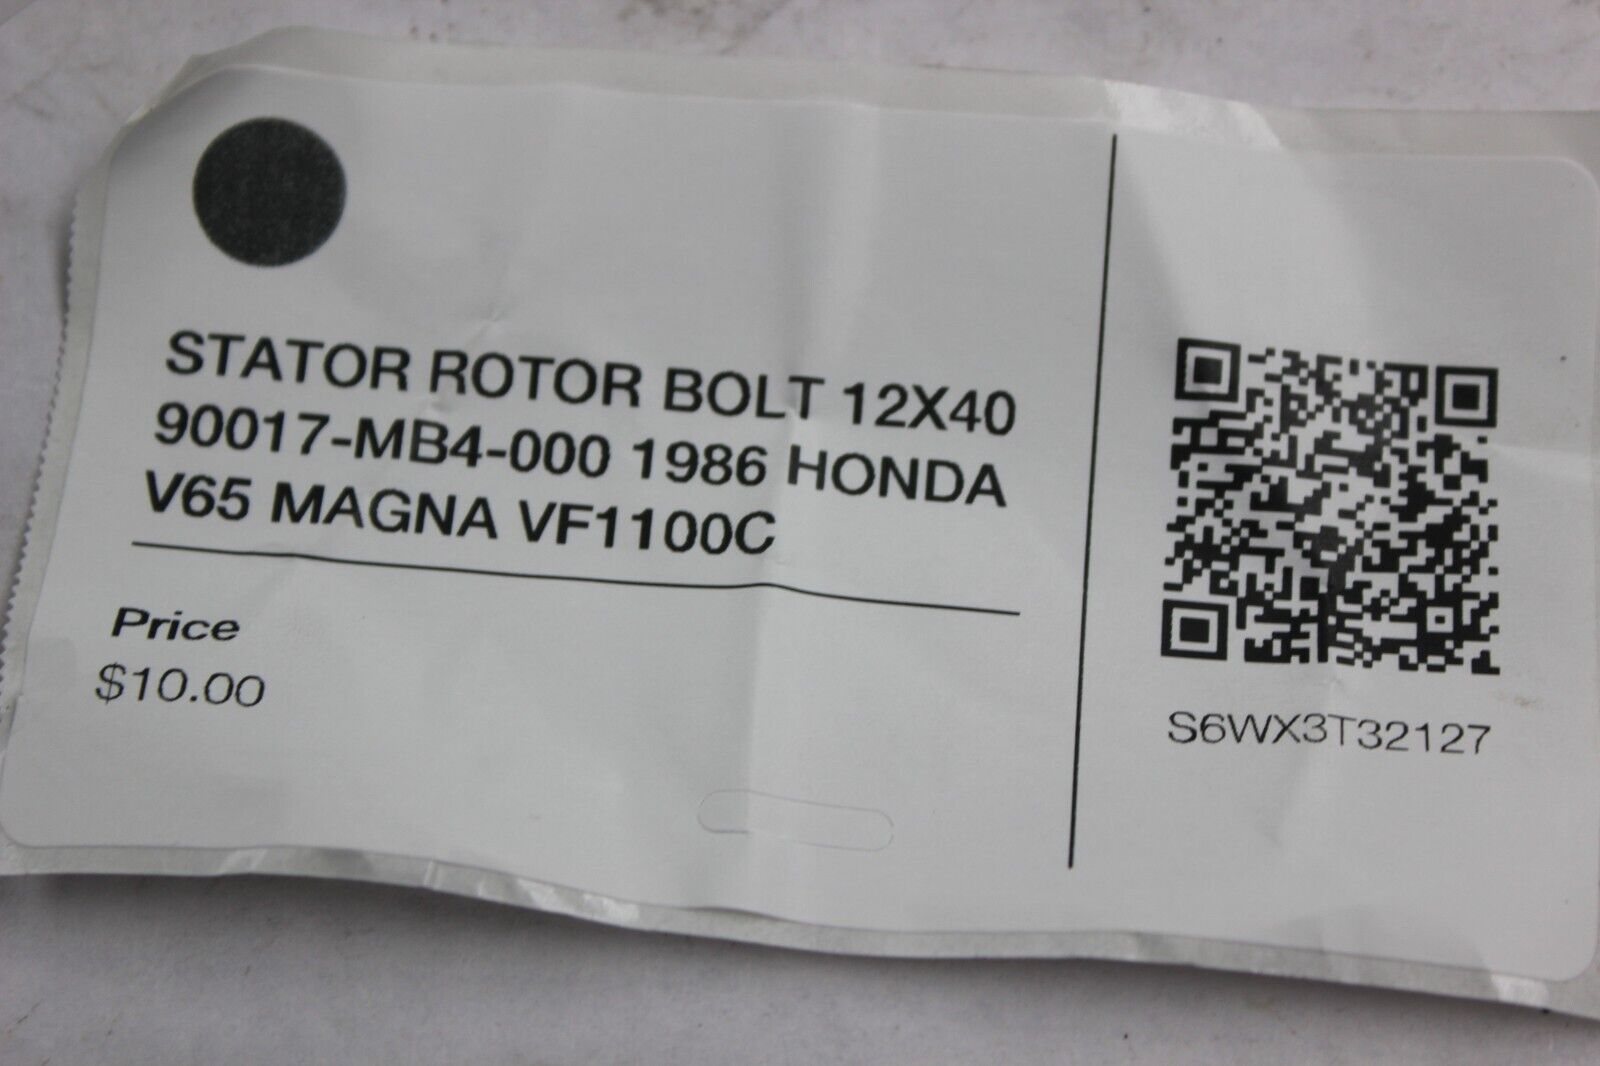 STATOR ROTOR BOLT 12X40
90017-MB4-000 1986 HONDA
V65 MAGNA VF1100C
Price
$10.00
S6WX3T32127